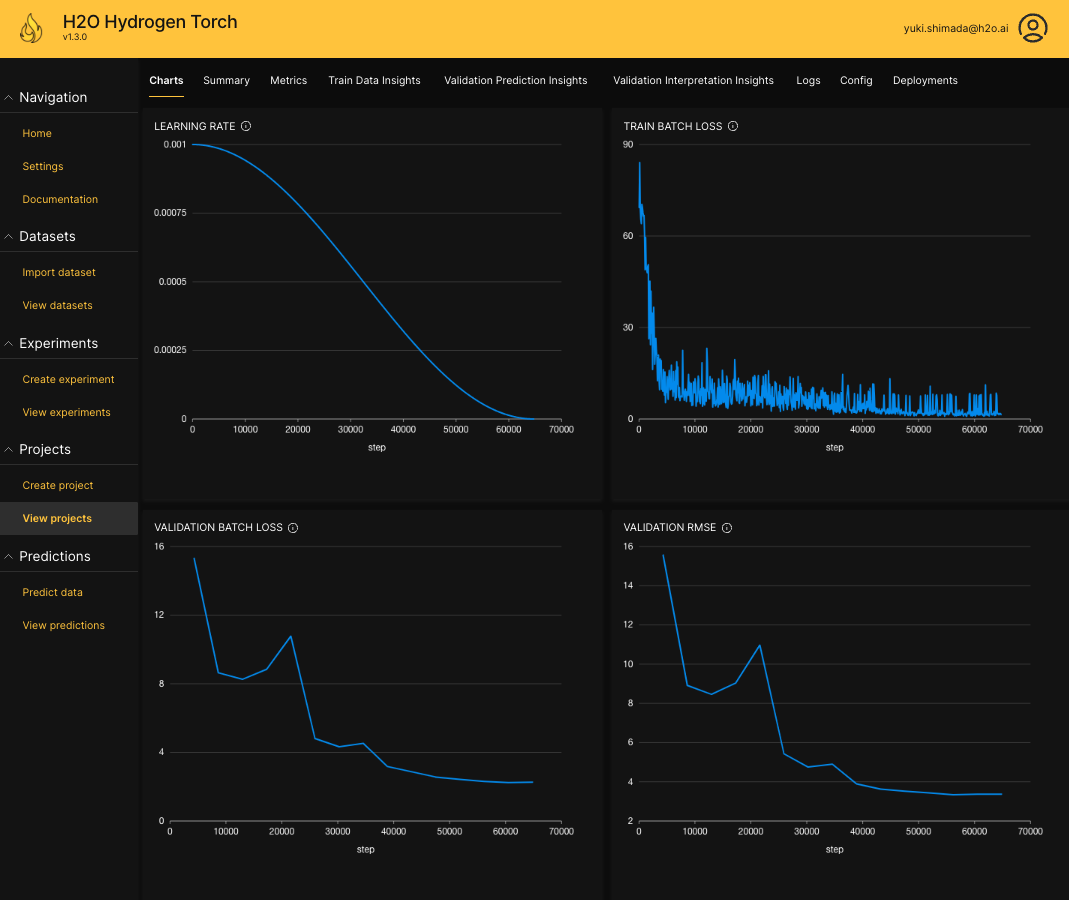 H2O Hydrogen Torch
v1.3.0
yuki.shimada@h2o.ai
Navigation
Home
Settings
Documentation
Datasets
Import dataset
View datasets
Experiments
Create experiment
View experiments
Projects
Create project
View projects
Predictions
Predict data
View predictions
Charts Summary Metrics Train Data Insights Validation Prediction Insights Validation Interpretation Insights Logs Config Deployments
LEARNING RATE
0.001
0.00075
0.0005
0.00025
0
0 10000 20000 30000 40000 50000 60000 70000
step
TRAIN BATCH LOSS
90
60
30
0
0 10000 20000 30000 40000 50000 60000 70000
step
VALIDATION BATCH LOSS
16
12
8
4
0
0 10000 20000 30000 40000 50000 60000 70000
step
VALIDATION RMSE
16
14
12
10
8
6
4
2
0 10000 20000 30000 40000 50000 60000 70000
step